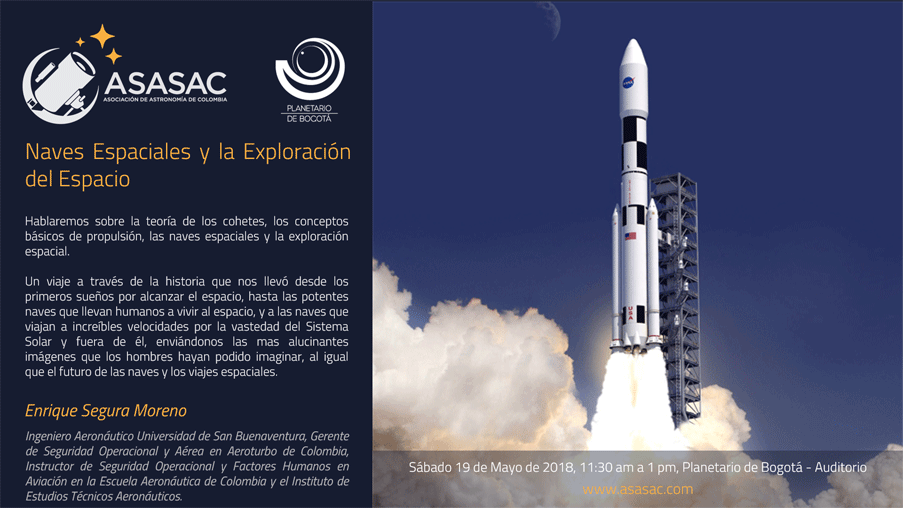 ASASAC
ASOCIACIÓN DE ASTRONOMÍA DE COLOMBIA
PLANETARIO
DE BOGOTÁ
Naves Espaciales y la Exploración
del Espacio
Hablaremos sobre la teoría de los cohetes, los conceptos
básicos de propulsión, las naves espaciales y la exploración
espacial.
Un viaje a través de la historia que nos llevó desde los
primeros sueños por alcanzar el espacio, hasta las potentes
naves que llevan humanos a vivir al espacio, y a las naves que
viajan a increíbles velocidades por la vastedad del Sistema
Solar y fuera de él, enviándonos las mas alucinantes
imágenes que los hombres hayan podido imaginar, al igual
que el futuro de las naves y los viajes espaciales.
Enrique Segura Moreno
Ingeniero Aeronáutico Universidad de San Buenaventura, Gerente
de Seguridad Operacional y Aérea en Aeroturbo de Colombia,
Instructor de Seguridad Operacional y Factores Humanos en
Aviación en la Escuela Aeronáutica de Colombia y el Instituto de
Estudios Técnicos Aeronáuticos.
NASA
USA
Sábado 19 de Mayo de 2018, 11:30 am a 1 pm, Planetario de Bogotá - Auditorio
www.asasac.com